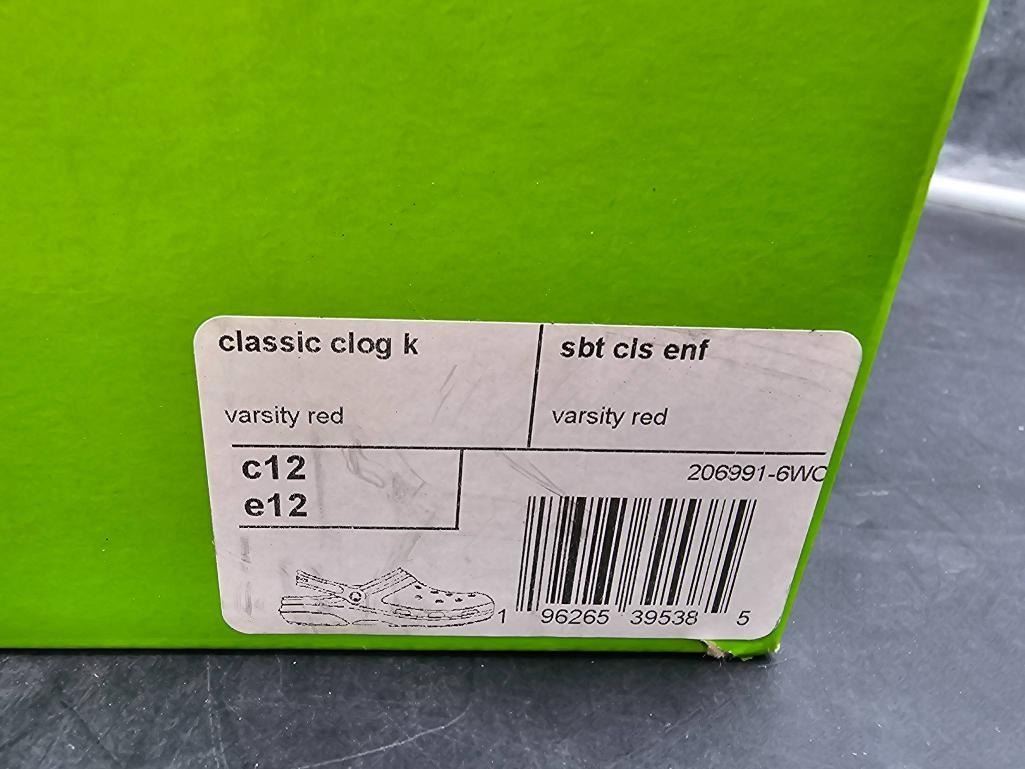 classic clog k
sbt cls enf
varsity red
varsity red
c12
e12
206991-6WC
1 96265 39538 5